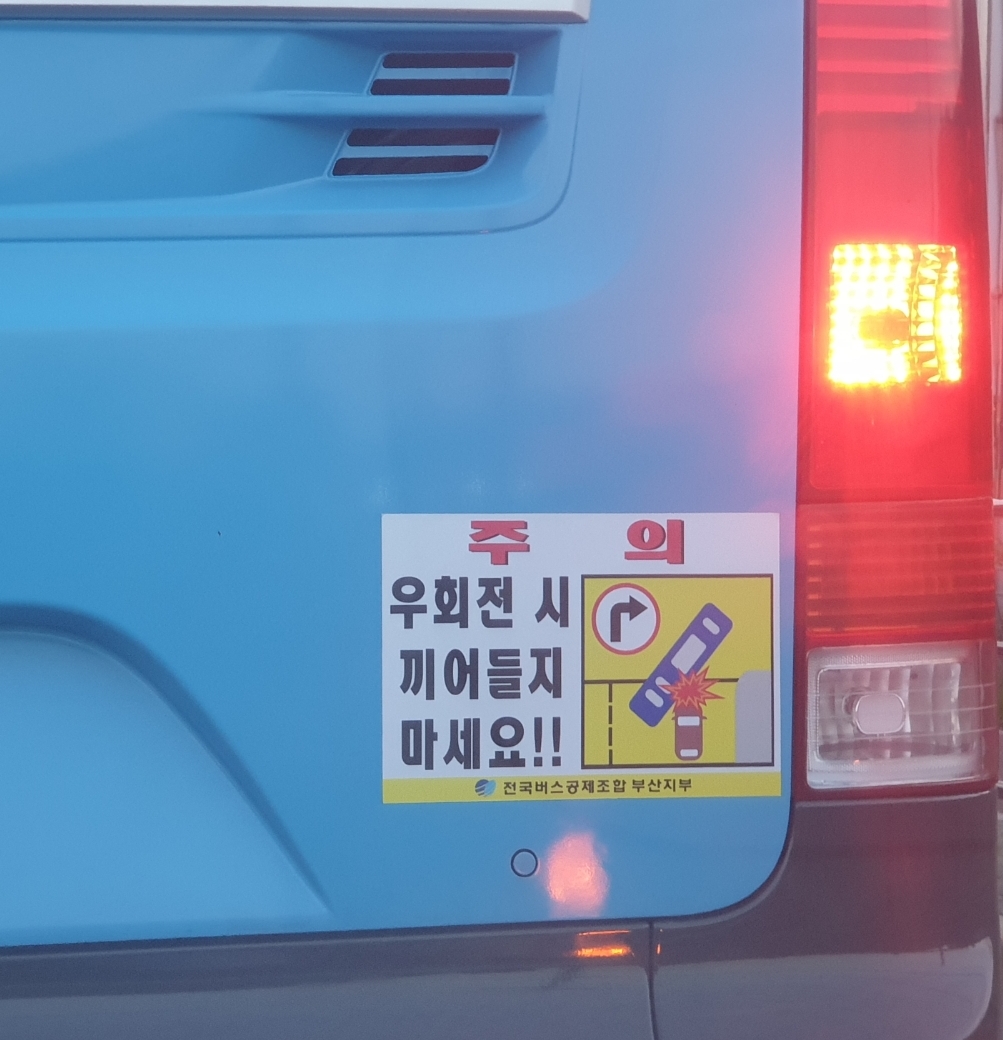 주 의
우회전 시
끼어들지
마세요!!
전국버스공제조합 부산지부